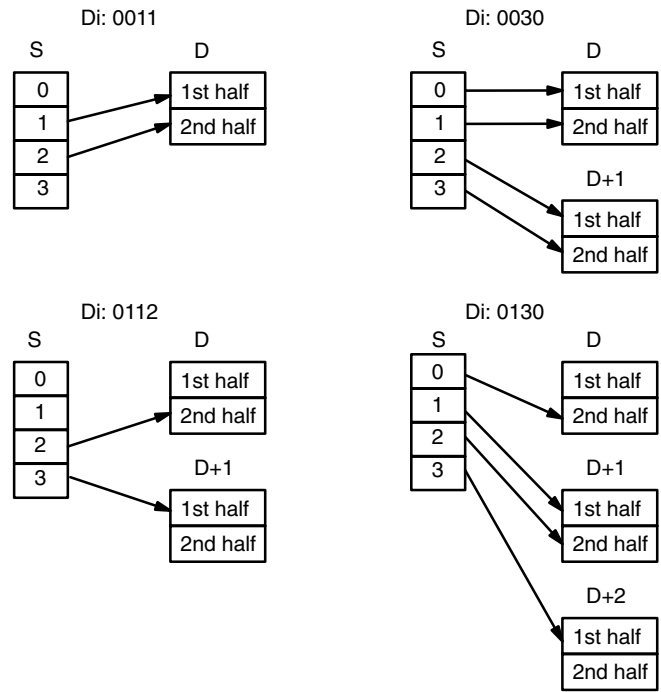 Di: 0011
S D
0
1
2
3
1st half
2nd half
Di: 0030
S D
0
1
2
3
1st half
2nd half
D+1
1st half
2nd half
Di: 0112
S D
0
1
2
3
1st half
2nd half
D+1
1st half
2nd half
Di: 0130
S D
0
1
2
3
1st half
2nd half
D+1
1st half
2nd half
D+2
1st half
2nd half